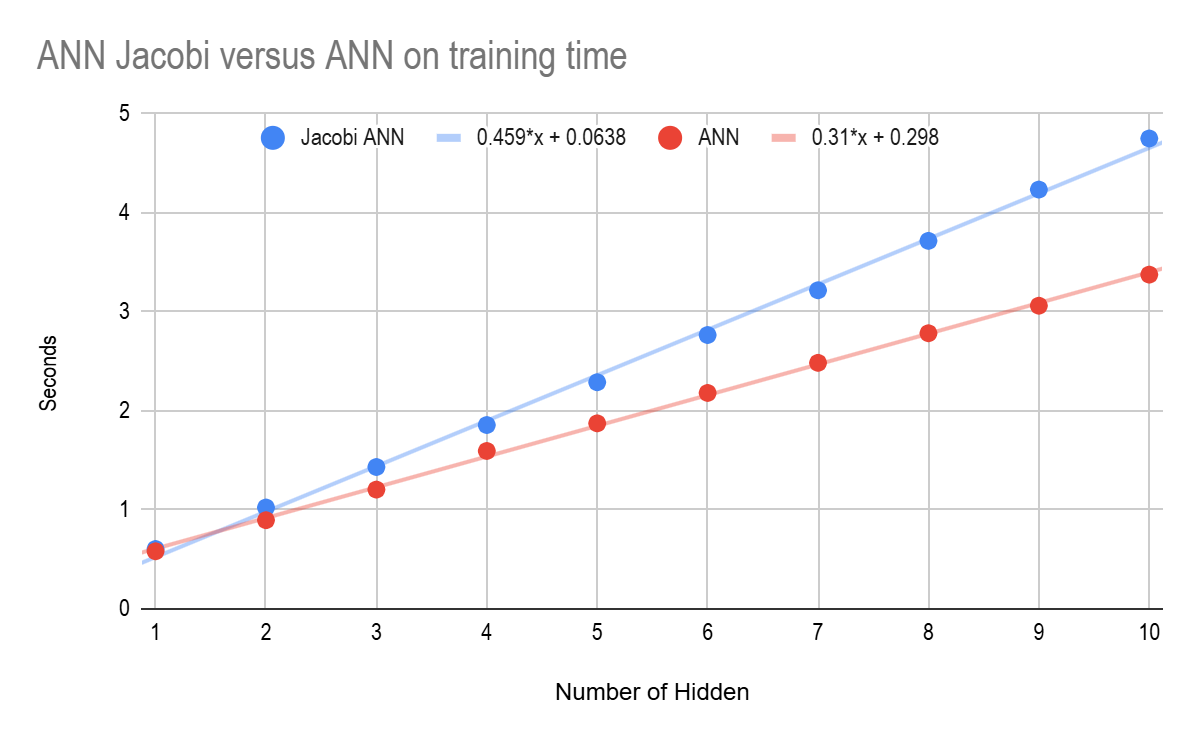 ANN Jacobi versus ANN on training time
5
Jacobi ANN 0.459*x + 0.0638 ANN 0.31*x + 0.298
4
3
2
1
0
Seconds
1 2 3 4 5 6 7 8 9 10
Number of Hidden